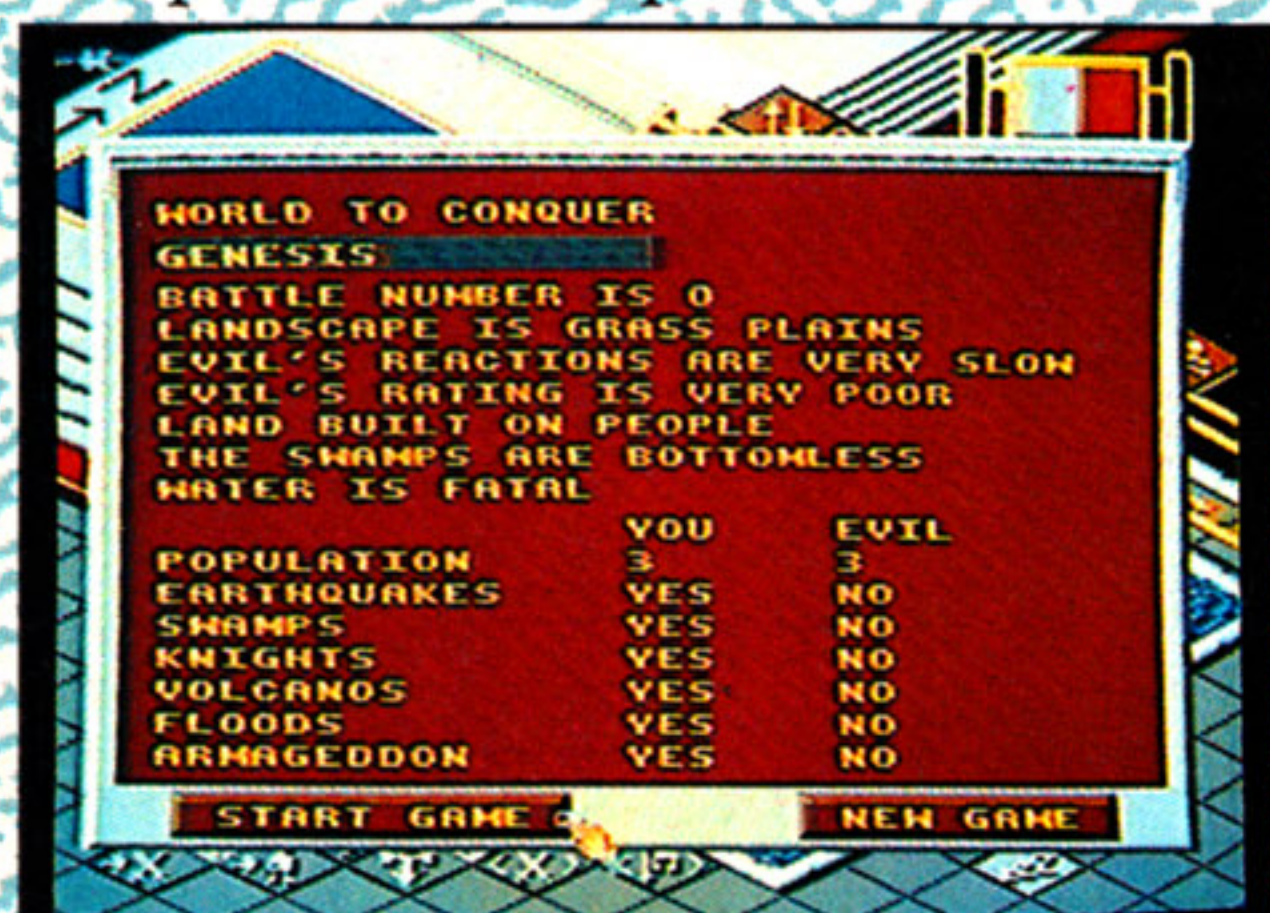 WORLD TO CONQUER
GENESIS
BATTLE NUMBER IS 0
LANDSCAPE IS GRASS PLAINS
EVIL'S REACTIONS ARE VERY SLOW
EVIL'S RATING IS VERY POOR
LAND BUILT ON PEOPLE
THE SWAMPS ARE BOTTOMLESS
WATER IS FATAL
YOU EVIL
POPULATION 3 3
EARTHQUAKES YES NO
SWAMPS YES NO
KNIGHTS YES NO
VOLCANOS YES NO
FLOODS YES NO
ARMAGEDDON YES NO
START GAME NEW GAME